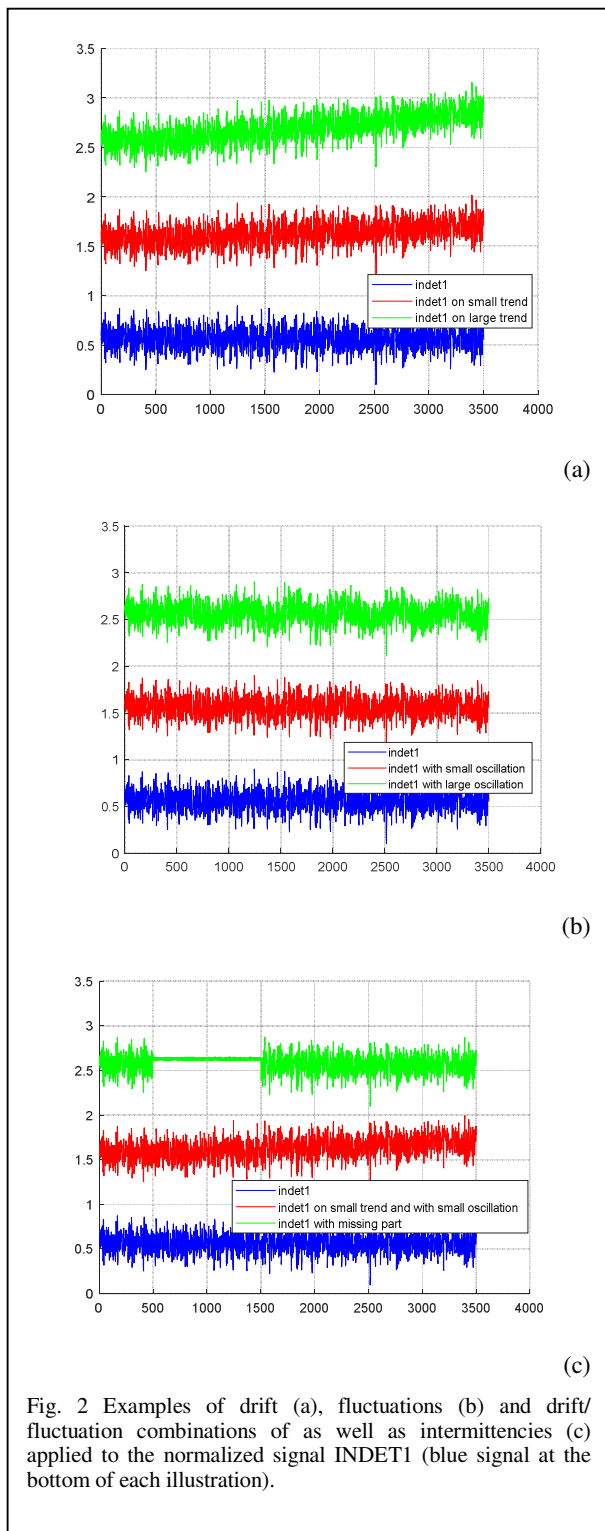 3.5
3
2.5
2
1.5
1
0.5
0
indet1
indet1 on small trend
indet1 on large trend
0 500 1000 1500 2000 2500 3000 3500 4000
(a)
3.5
3
2.5
2
1.5
1
0.5
0
indet1
indet1 with small oscillation
indet1 with large oscillation
0 500 1000 1500 2000 2500 3000 3500 4000
(b)
3.5
3
2.5
2
1.5
1
0.5
0
indet1
indet1 on small trend and with small oscillation
indet1 with missing part
0 500 1000 1500 2000 2500 3000 3500 4000
(c)
Fig. 2 Examples of drift (a), fluctuations (b) and drift/
fluctuation combinations of as well as intermittencies (c)
applied to the normalized signal INDET1 (blue signal at the
bottom of each illustration).